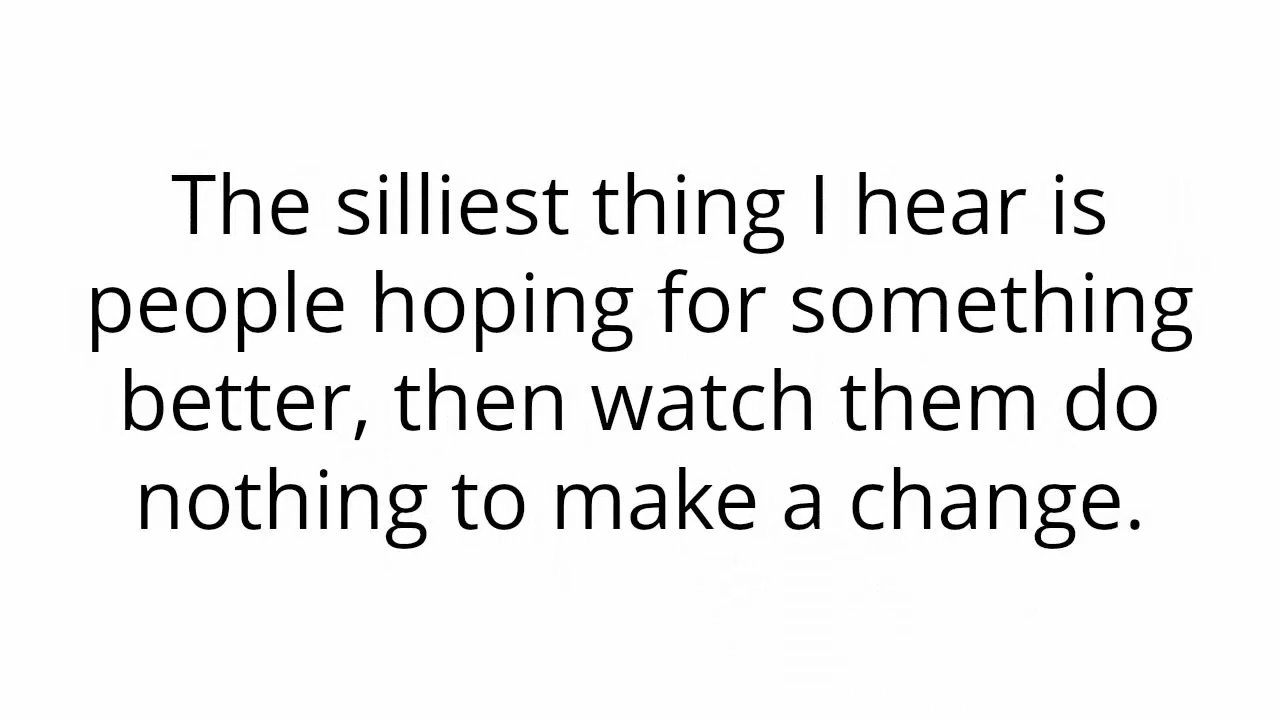 The silliest thing I hear is
people hoping for something
better, then watch them do
nothing to make a change.